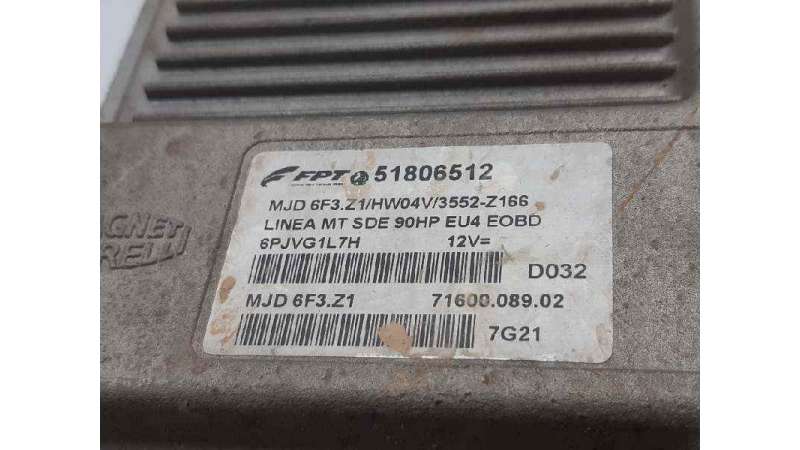 FPT 51806512
MJD 6F3.Z1/HW04V/3552-Z166
LINEA MT SDE 90HP EU4 EOBD
6PJVG1L7H 12V=
D032
MJD 6F3.Z1 71600.089.02
7G21